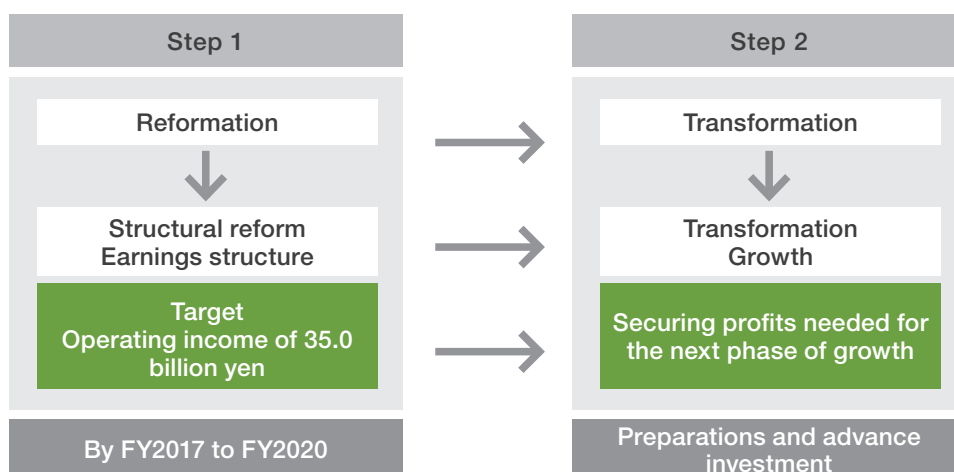 Step 1
Reformation
Structural reform
Earnings structure
Target
Operating income of 35.0
billion yen
By FY2017 to FY2020
Step 2
Transformation
Transformation
Growth
Securing profits needed for
the next phase of growth
Preparations and advance
investment